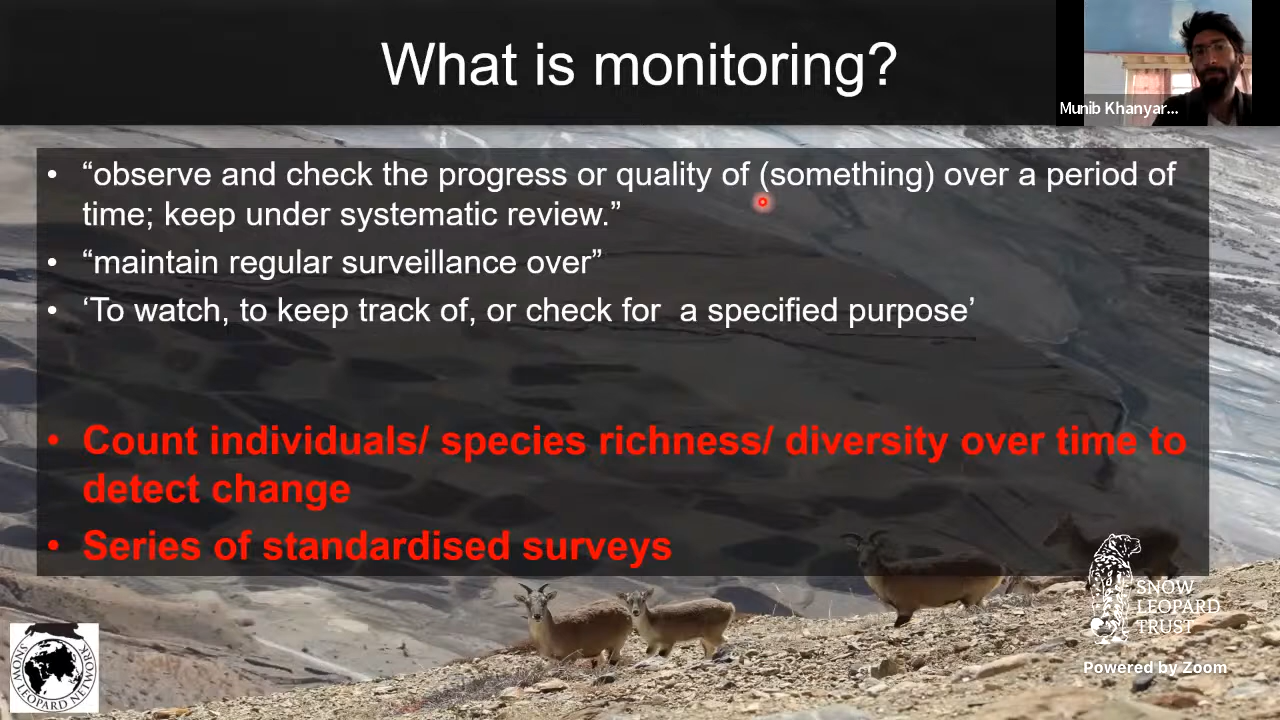 What is monitoring?
Munib Khanyar...
• “observe and check the progress or quality of (something) over a period of
time; keep under systematic review.”
• “maintain regular surveillance over”
• ‘To watch, to keep track of, or check for  a specified purpose’
• Count individuals/ species richness/ diversity over time to
detect change
• Series of standardised surveys
SNOW
LEOPARD
TRUST
Powered by Zoom
SNOW LEOPARD NETWORK